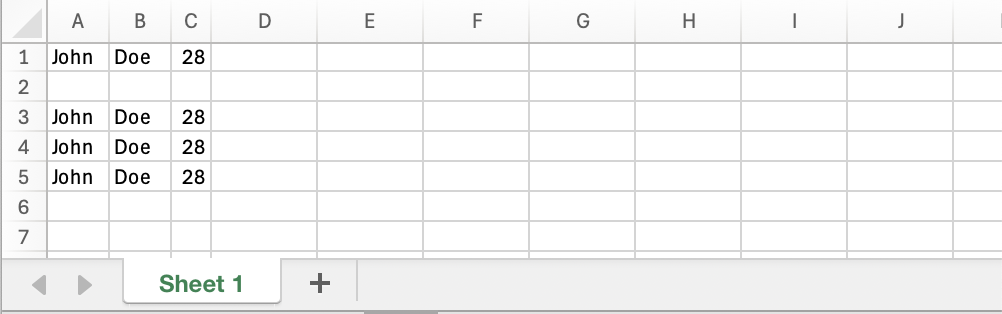 A B C D E F G H I J
1 John Doe 28
2
3 John Doe 28
4 John Doe 28
5 John Doe 28
6
7
Sheet 1 +